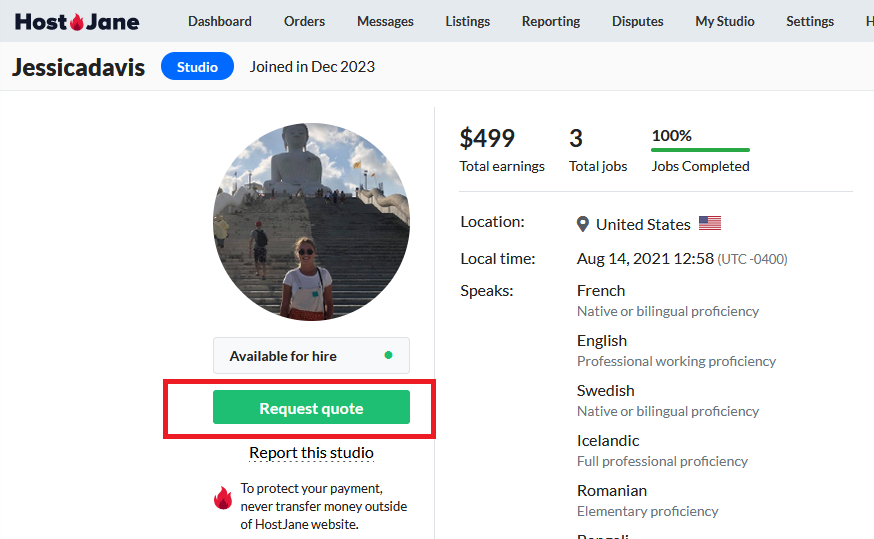 Host Jane
Dashboard Orders Messages Listings Reporting Disputes My Studio Settings H
Jessicadavis Studio Joined in Dec 2023
$499
Total earnings
3
Total jobs
100%
Jobs Completed
Available for hire
Request quote
Report this studio
To protect your payment,
never transfer money outside
of HostJane website.
Location: United States
Local time: Aug 14, 2021 12:58 (UTC -0400)
Speaks: French
Native or bilingual proficiency
English
Professional working proficiency
Swedish
Native or bilingual proficiency
Icelandic
Full professional proficiency
Romanian
Elementary proficiency